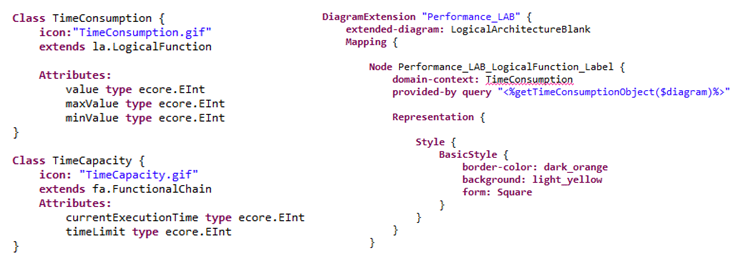 Class TimeConsumption {
icon:"TimeConsumption.gif"
extends la.LogicalFunction
Attributes:
value type ecore.EInt
maxValue type ecore.EInt
minValue type ecore.EInt
}
Class TimeCapacity {
icon: "TimeCapacity.gif"
extends fa.FunctionalChain
Attributes:
currentExecutionTime type ecore.EInt
timeLimit type ecore.EInt
}
DiagramExtension "Performance_LAB" {
extended-diagram: LogicalArchitectureBlank
Mapping {
Node Performance_LAB_LogicalFunction_Label {
domain-context: TimeConsumption
provided-by query "<%getTimeConsumptionObject($diagram)%>"
Representation {
Style {
BasicStyle {
border-color: dark_orange
background: light_yellow
form: Square
}
}
}
}